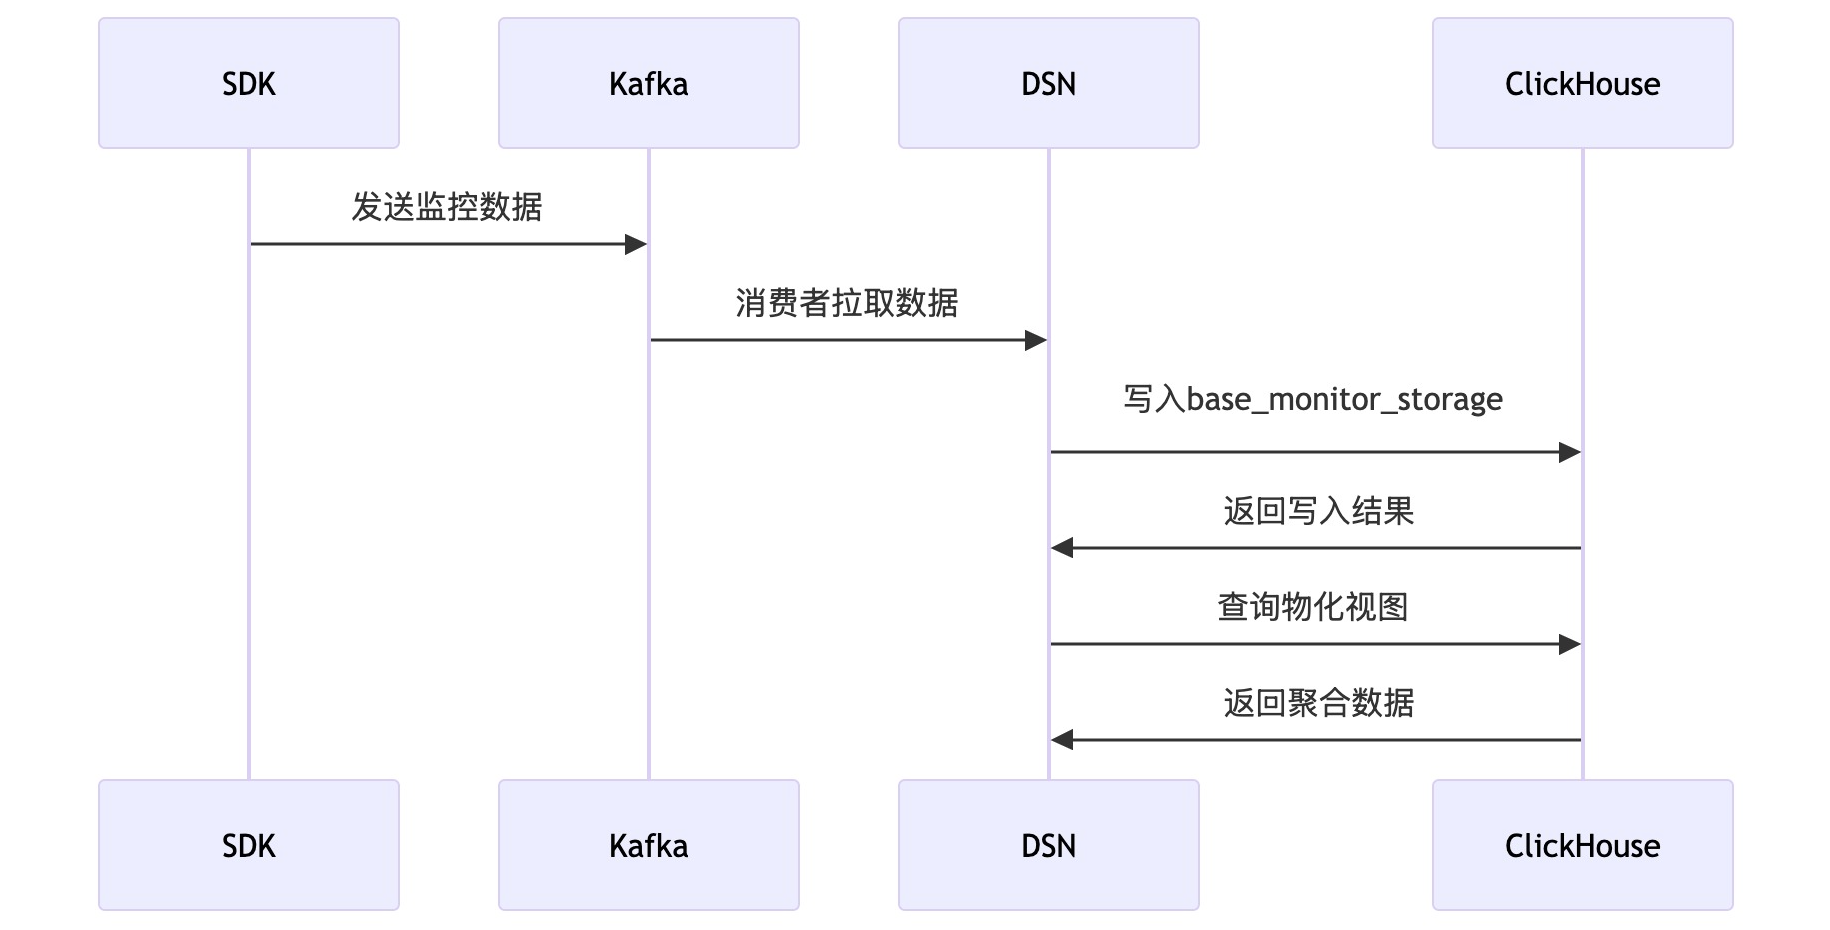 SDK
Kafka
DSN
ClickHouse
发送监控数据
消费者拉取数据
写入base_monitor_storage
返回写入结果
查询物化视图
返回聚合数据
SDK
Kafka
DSN
ClickHouse